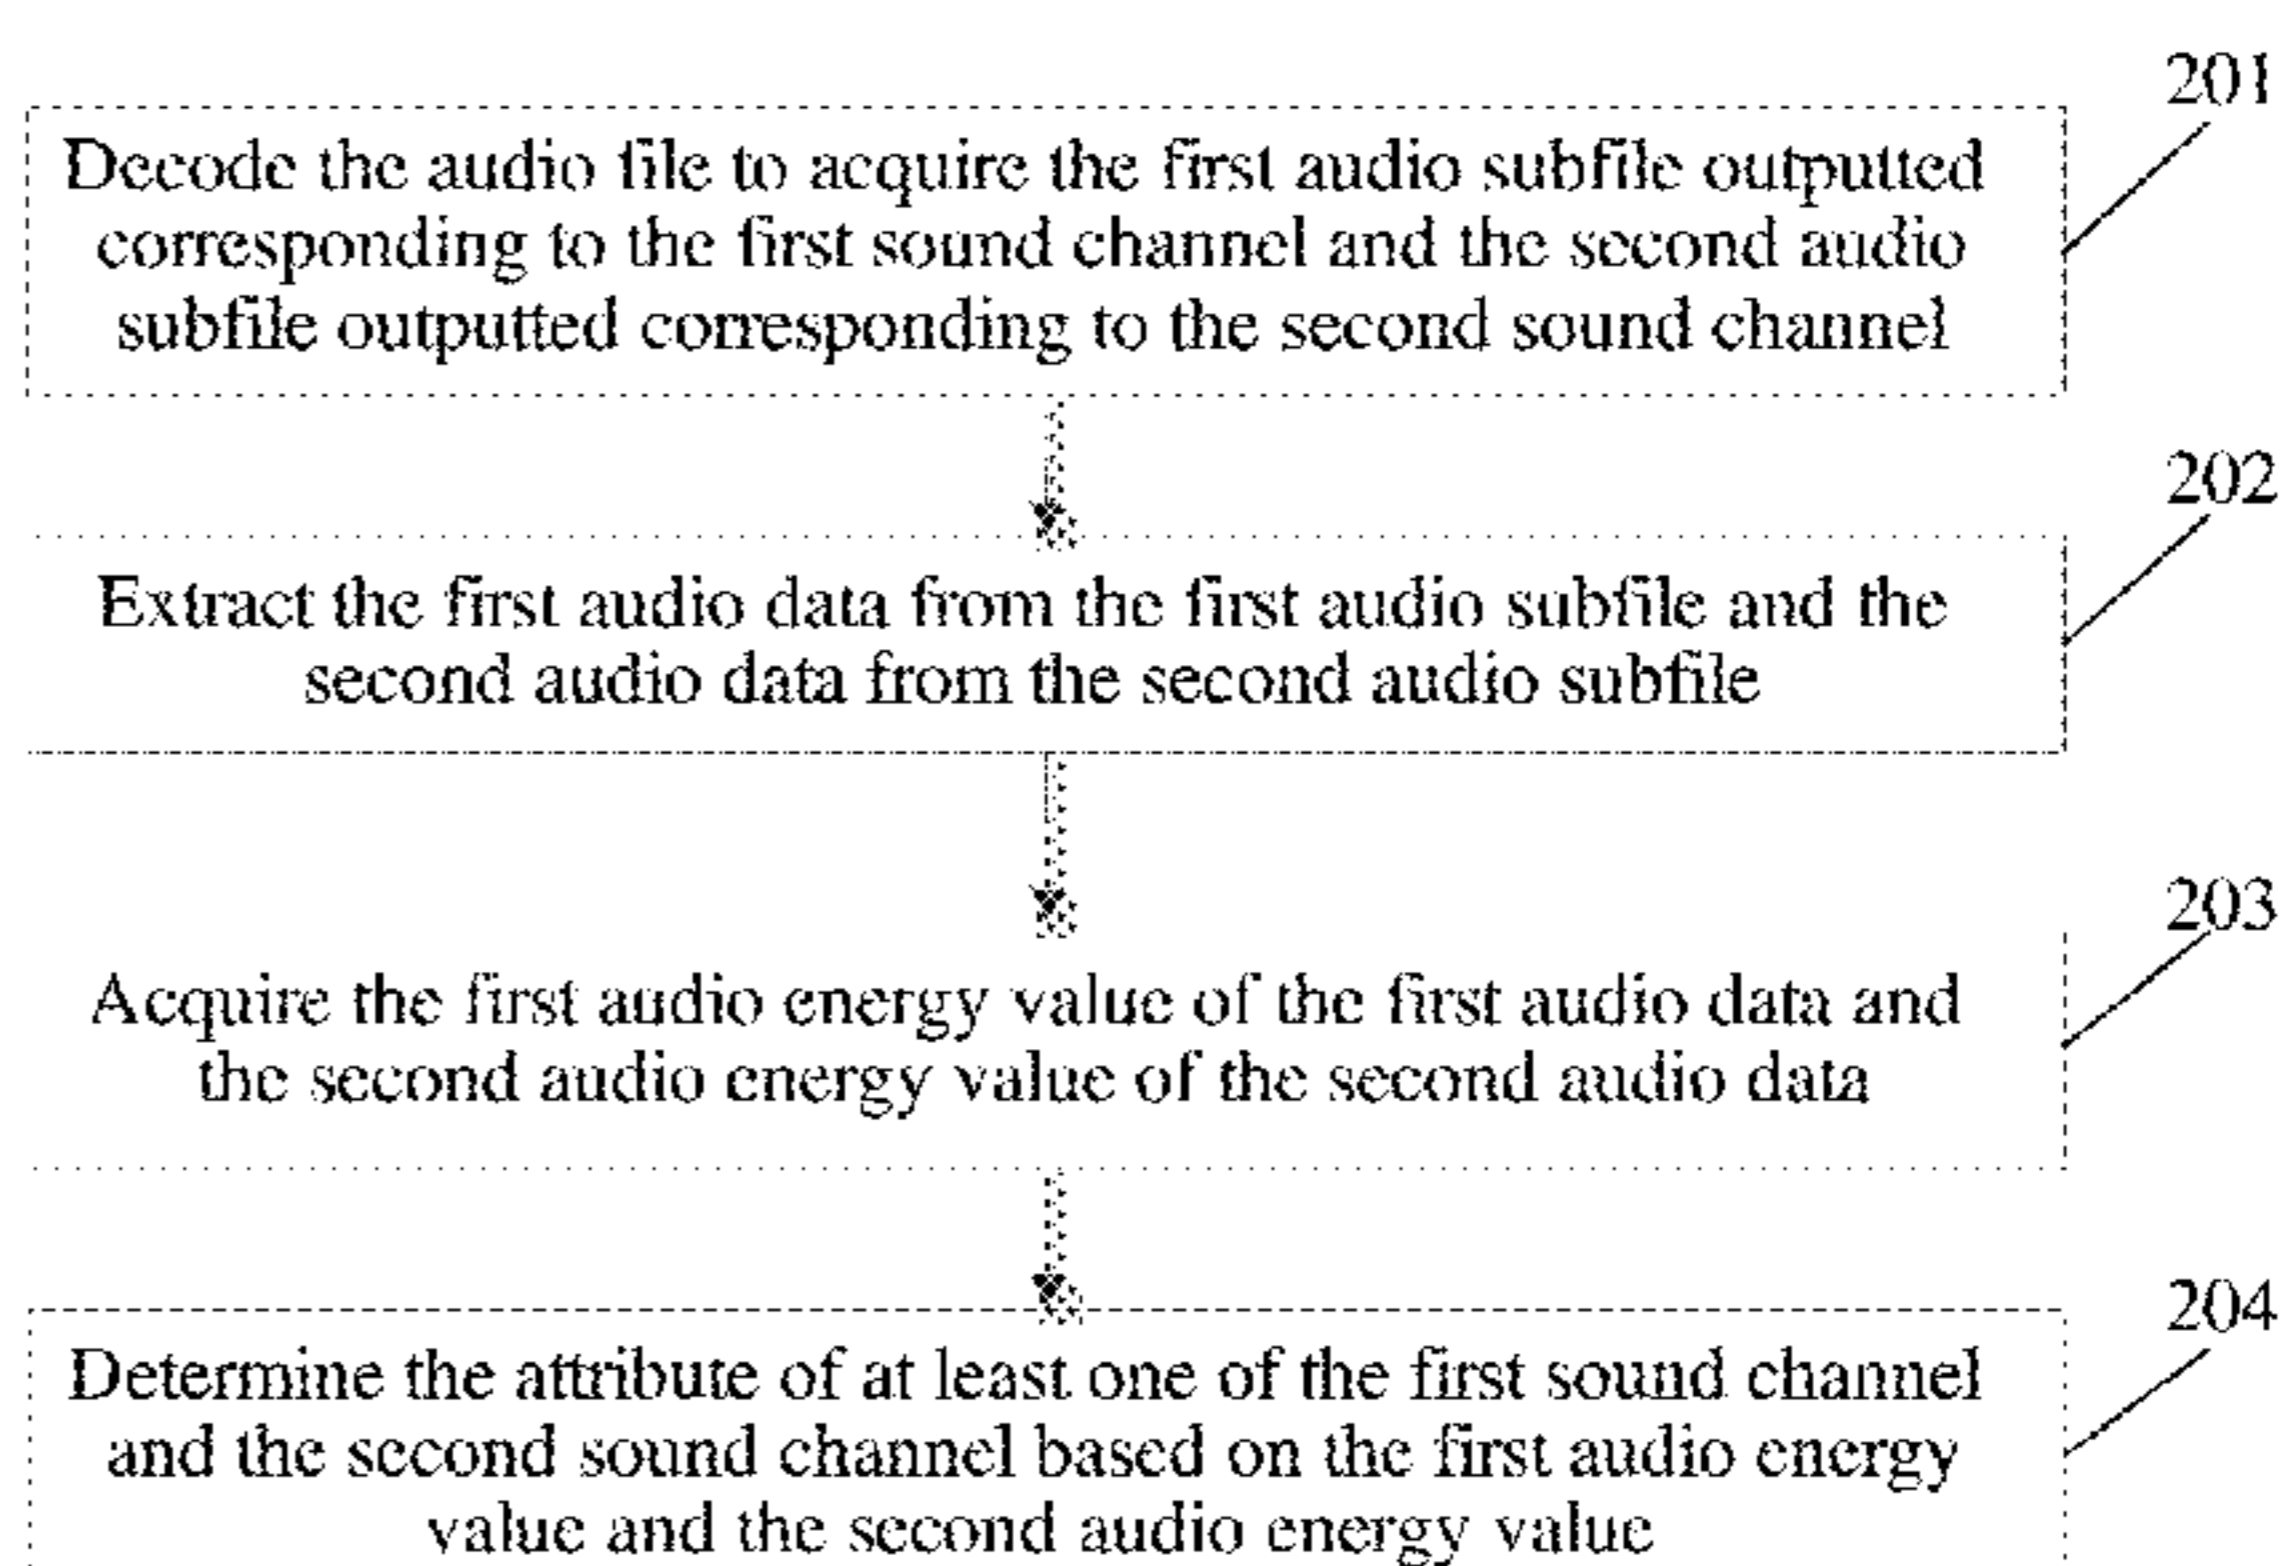 201
Decode the audio file to acquire the first audio subfile outputted
corresponding to the first sound channel and the second audio
subfile outputted corresponding to the second sound channel
202
Extract the first audio data from the first audio subfile and the
second audio data from the second audio subfile
203
Acquire the first audio energy value of the first audio data and
the second audio energy value of the second audio data
204
Determine the attribute of at least one of the first sound channel
and the second sound channel based on the first audio energy
value and the second audio energy value